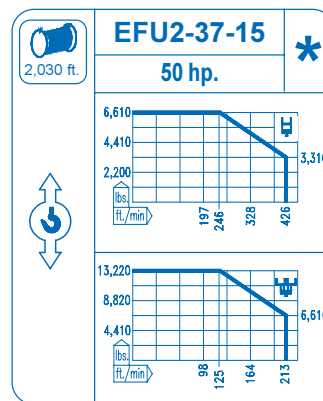 EFU2-37-15
*
2,030 ft.
50 hp.
6,610
4,410
3,310
2,200
lbs.
ft./min
197 246 328 426
13,220
8,820
6,610
4,410
lbs.
ft./min
98 125 164 213